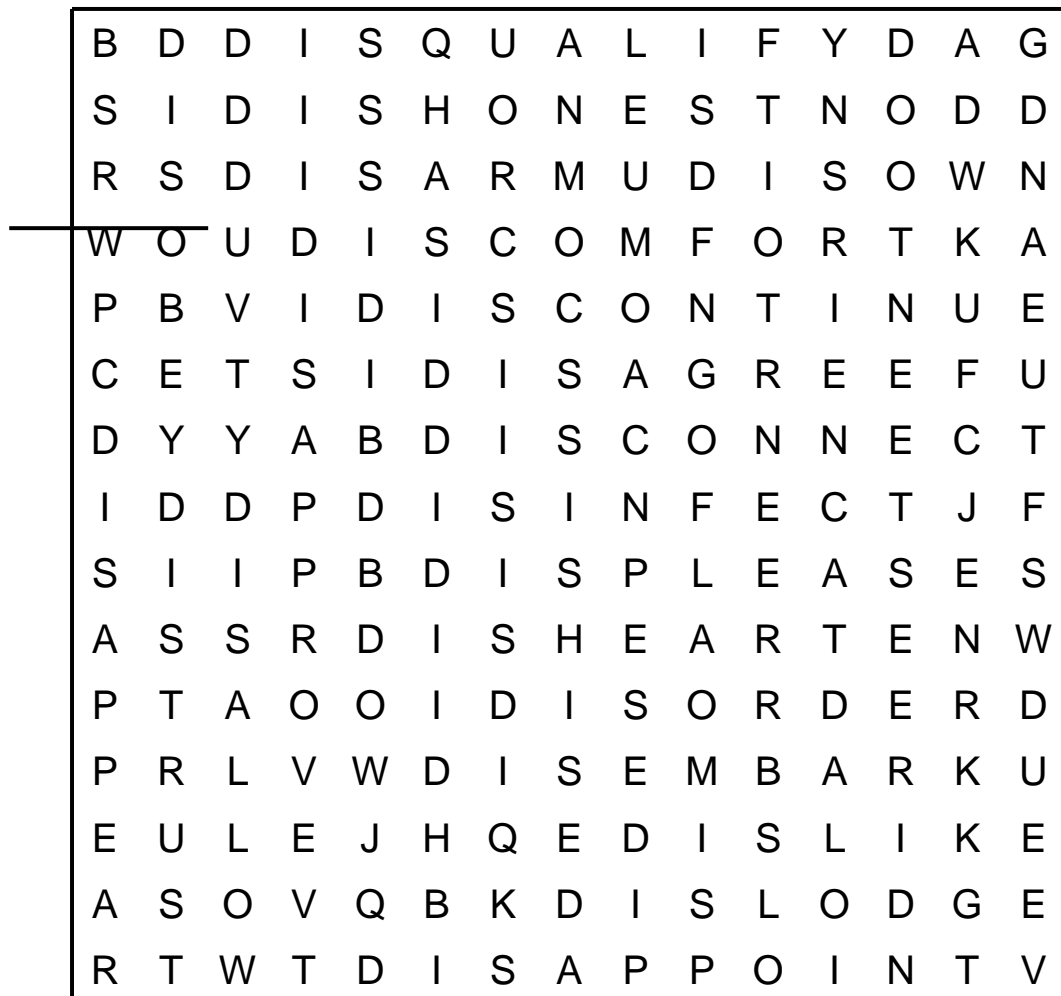 B D D I S Q U A L I F Y D A G
S I D I S H O N E S T N O D D
R S D I S A R M U D I S O W N
W O U D I S C O M F O R T K A
P B V I D I S C O N T I N U E
C E T S I D I S A G R E E F U
D Y Y A B D I S C O N N E C T
I D D P D I S I N F E C T J F
S I I P B D I S P L E A S E S
A S S R D I S H E A R T E N W
P T A O O I D I S O R D E R D
P R L V W D I S E M B A R K U
E U L E J H Q E D I S L I K E
A S O V Q B K D I S L O D G E
R T W T D I S A P P O I N T V